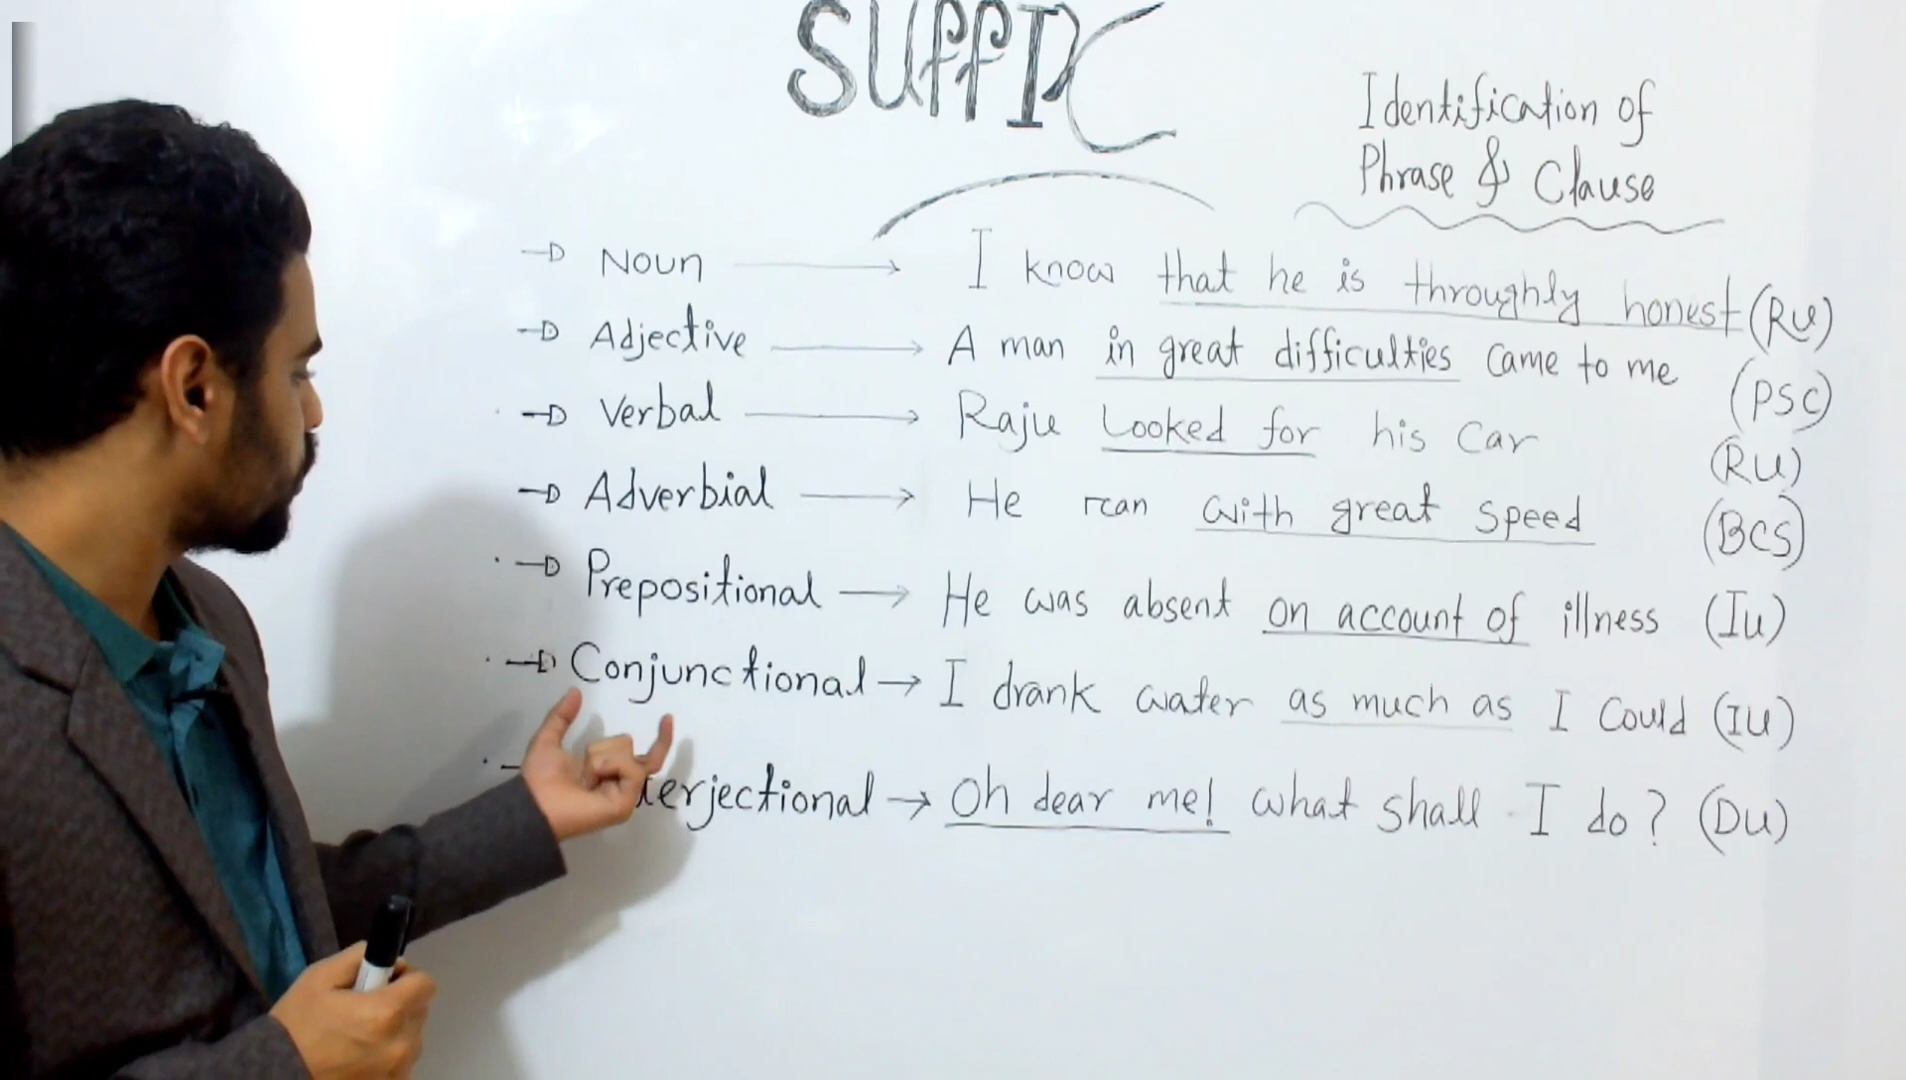 SUFFIX
Identification of
Phrase & Clause
Noun → I know that he is throughly honest (RU)
Adjective → A man in great difficulties came to me (PSC)
Verbal → Raju Looked for his Car (RU)
Adverbial → He ran with great speed (BCS)
Prepositional → He was absent on account of illness (IU)
Conjunctional → I drank water as much as I Could (IU)
terjectional → Oh dear me! what shall I do? (DU)